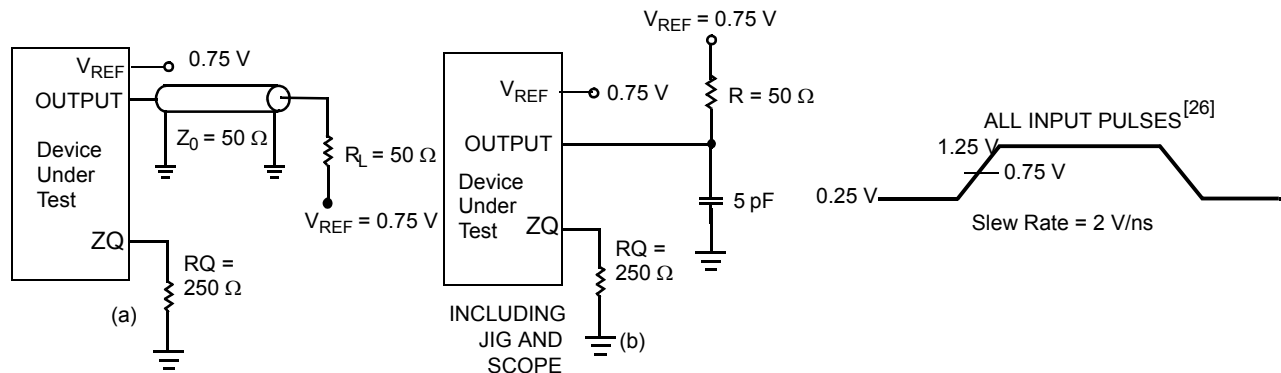 V_REF
0.75 V
OUTPUT
Z_0 = 50 Ω
Device
Under
Test
R_L = 50 Ω
V_REF = 0.75 V
ZQ
RQ =
250 Ω
(a)
V_REF = 0.75 V
R = 50 Ω
V_REF
0.75 V
OUTPUT
Device
Under
Test
5 pF
ZQ
RQ =
250 Ω
INCLUDING
JIG AND
SCOPE
(b)
ALL INPUT PULSES[26]
1.25 V
0.75 V
0.25 V
Slew Rate = 2 V/ns